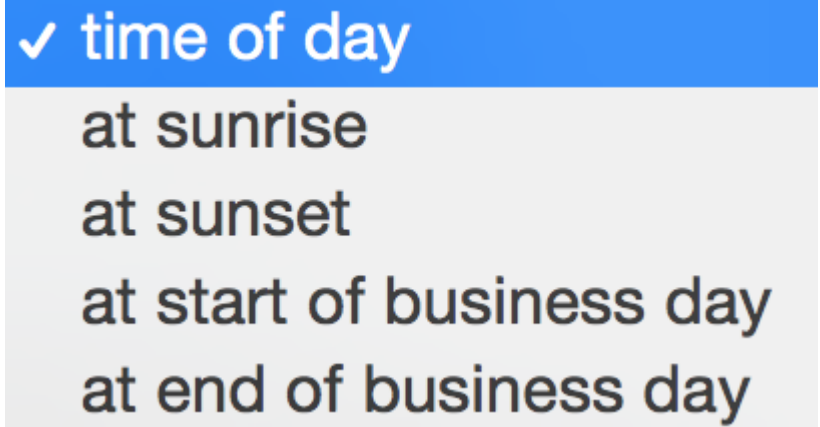 ✓ time of day
at sunrise
at sunset
at start of business day
at end of business day